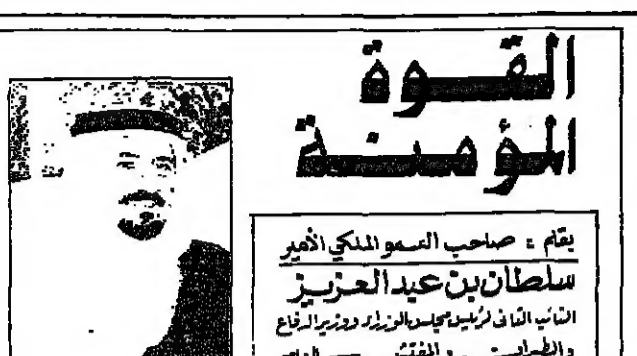 القوة
المؤمنة
بقلم : صاحب السمو الملكي الأمير
سلطان بن عبد العزيز
النائب الثاني لرئيس مجلس الوزراء ووزير الدفاع
والطيران والمفتش